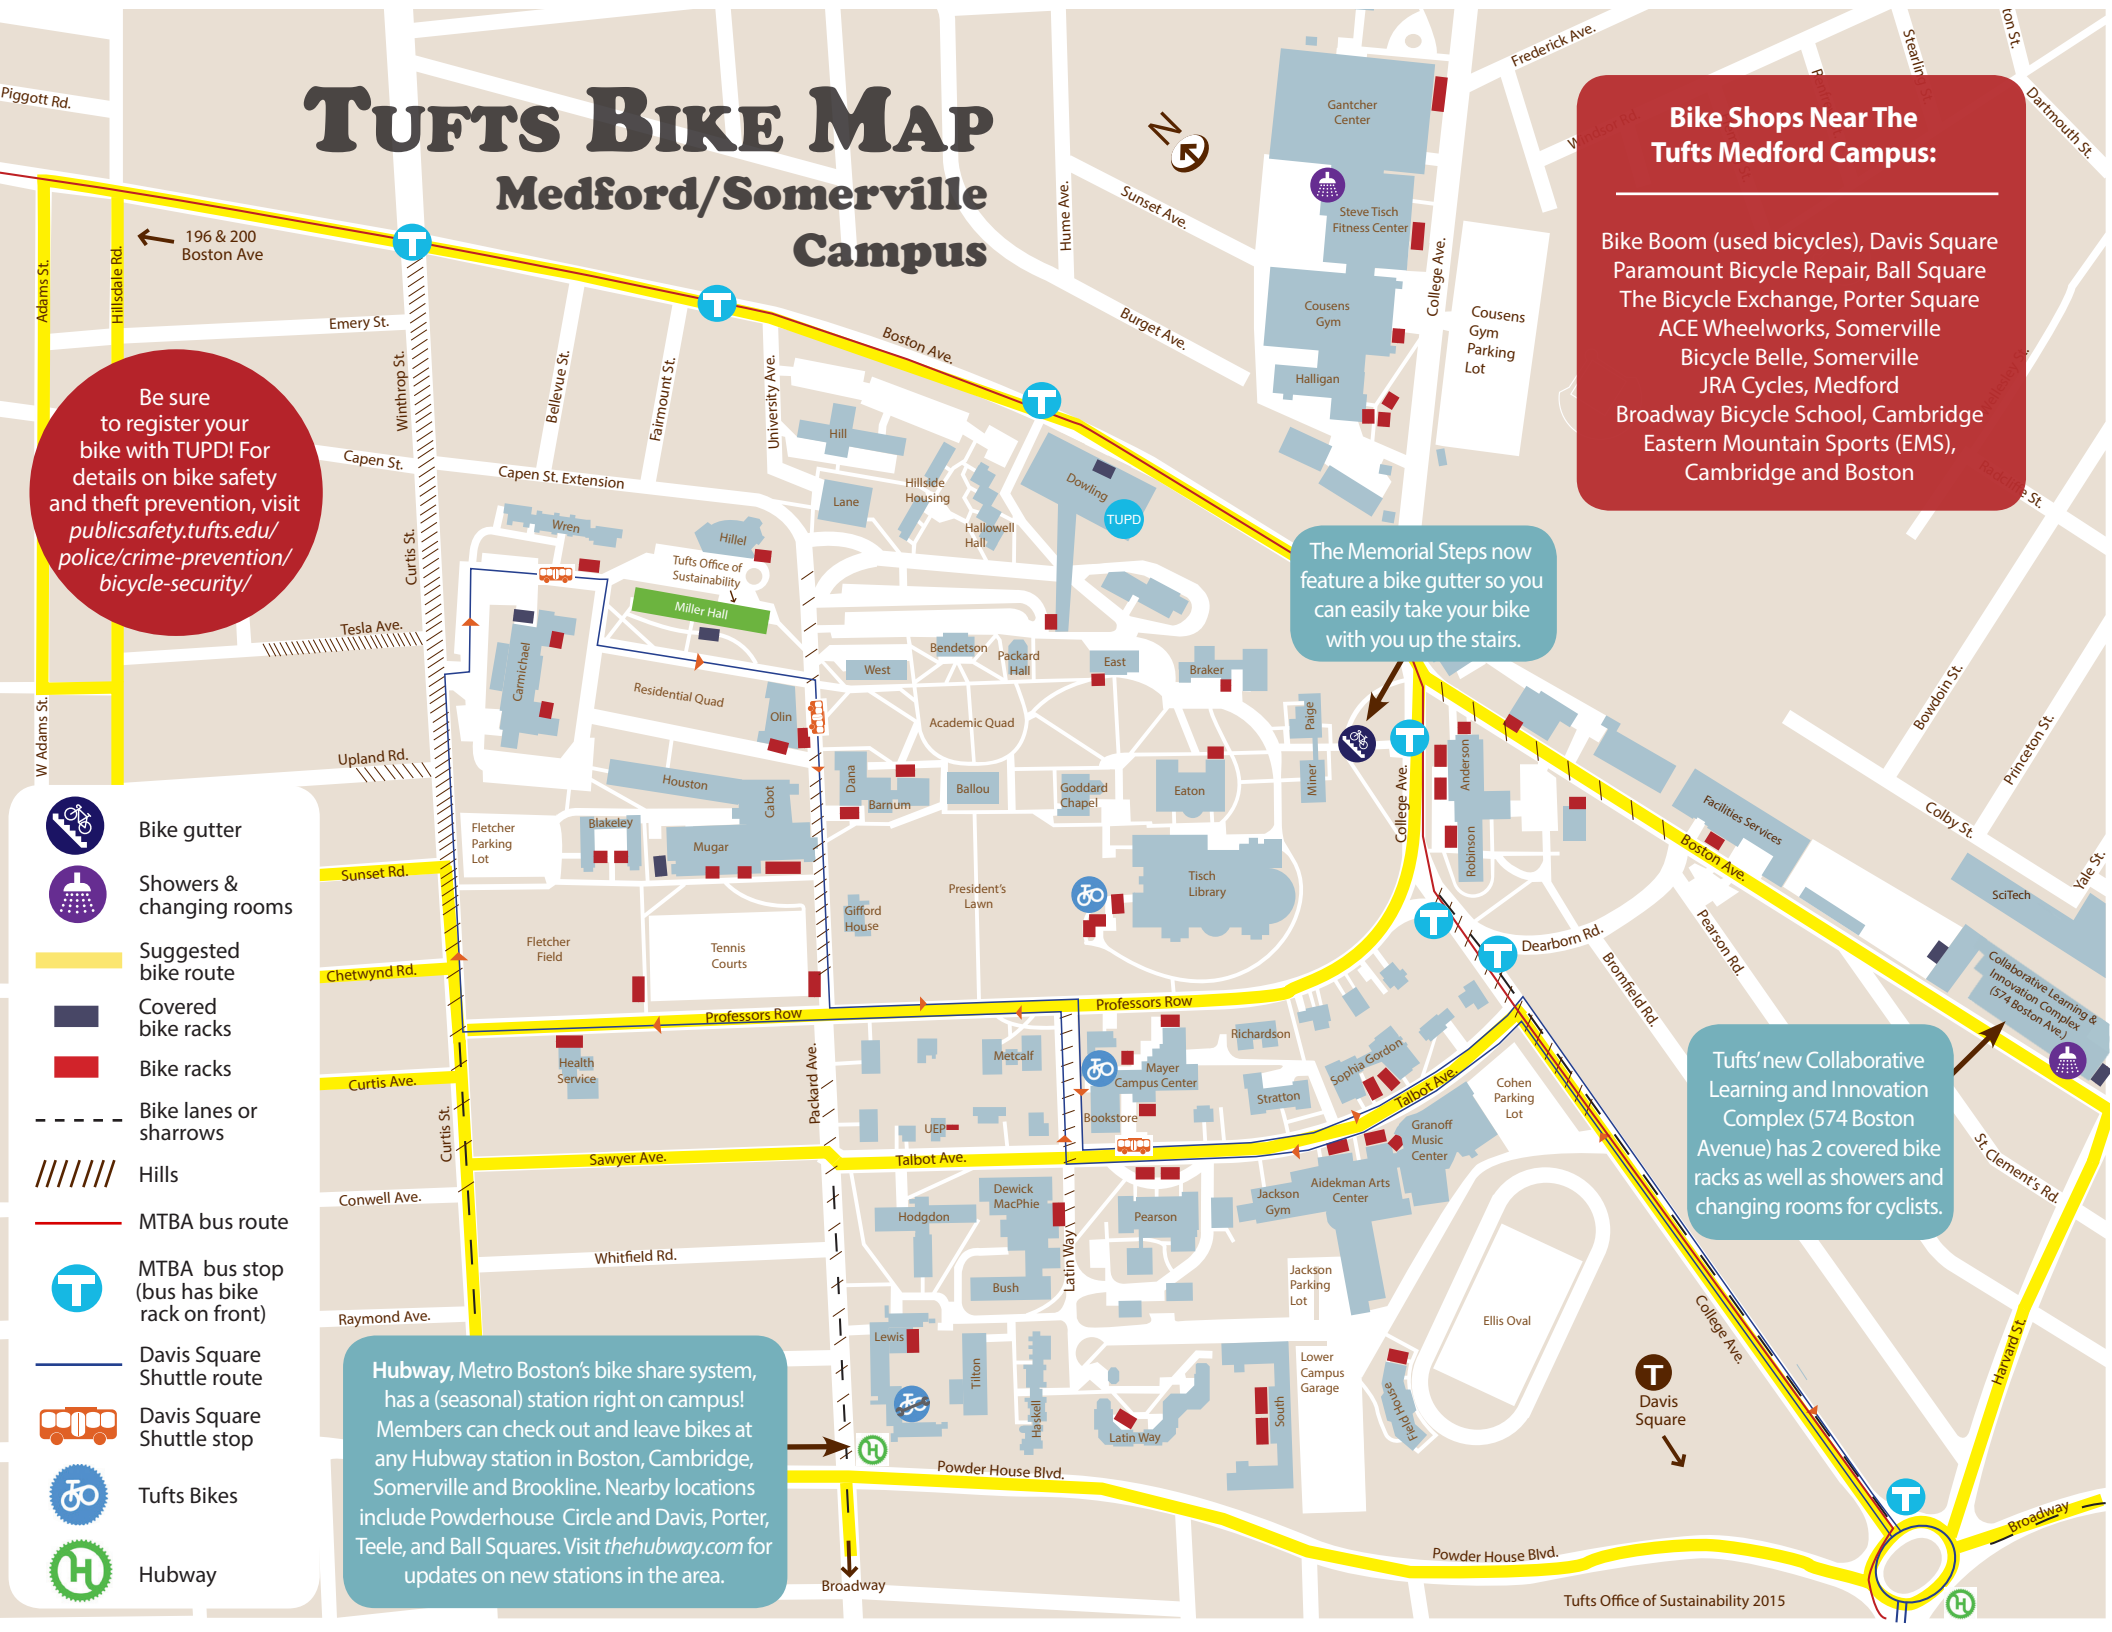 TUFTS BIKE MAP
Medford/Somerville
Campus
N
Bike Shops Near The
Tufts Medford Campus:
Bike Boom (used bicycles), Davis Square
Paramount Bicycle Repair, Ball Square
The Bicycle Exchange, Porter Square
ACE Wheelworks, Somerville
Bicycle Belle, Somerville
JRA Cycles, Medford
Broadway Bicycle School, Cambridge
Eastern Mountain Sports (EMS),
Cambridge and Boston
Be sure
to register your
bike with TUPD! For
details on bike safety
and theft prevention, visit
publicsafety.tufts.edu/
police/crime-prevention/
bicycle-security/
The Memorial Steps now
feature a bike gutter so you
can easily take your bike
with you up the stairs.
Tufts' new Collaborative
Learning and Innovation
Complex (574 Boston
Avenue) has 2 covered bike
racks as well as showers and
changing rooms for cyclists.
Hubway, Metro Boston's bike share system,
has a (seasonal) station right on campus!
Members can check out and leave bikes at
any Hubway station in Boston, Cambridge,
Somerville and Brookline. Nearby locations
include Powderhouse Circle and Davis, Porter,
Teele, and Ball Squares. Visit thehubway.com for
updates on new stations in the area.
Bike gutter
Showers &
changing rooms
Suggested
bike route
Covered
bike racks
Bike racks
Bike lanes or
sharrows
Hills
MTBA bus route
T
MTBA bus stop
(bus has bike
rack on front)
Davis Square
Shuttle route
Davis Square
Shuttle stop
Tufts Bikes
H
Hubway
Piggott Rd.
196 & 200
Boston Ave
Adams St.
Hillsdale Rd.
Emery St.
Winthrop St.
Bellevue St.
Fairmount St.
University Ave.
Boston Ave.
Hume Ave.
Sunset Ave.
Burget Ave.
Frederick Ave.
Windsor Rd.
Stearling St.
Dartmouth St.
Gantcher
Center
Steve Tisch
Fitness Center
College Ave.
Cousens
Gym
Cousens
Gym
Parking
Lot
Halligan
Capen St.
Capen St. Extension
Curtis St.
Tesla Ave.
Upland Rd.
W Adams St.
Sunset Rd.
Chetwynd Rd.
Curtis Ave.
Curtis St.
Conwell Ave.
Raymond Ave.
Whitfield Rd.
Hill
Lane
Hillside
Housing
Hallowell
Hall
Dowling
TUPD
Wren
Hillel
Tufts Office of
Sustainability
Miller Hall
Carmichael
Residential Quad
Olin
Houston
Cabot
Fletcher
Parking
Lot
Blakeley
Mugar
Fletcher
Field
Tennis
Courts
West
Bendetson
Packard
Hall
East
Braker
Academic Quad
Paige
Miner
Dana
Barnum
Ballou
Goddard
Chapel
Eaton
President's
Lawn
Gifford
House
Tisch
Library
College Ave.
Anderson
Robinson
Facilities Services
Boston Ave.
Bowdoin St.
Princeton St.
Colby St.
Yale St.
SciTech
Collaborative Learning &
Innovation Complex
(574 Boston Ave.)
Dearborn Rd.
Bromfield Rd.
Pearson Rd.
St. Clement's Rd.
Professors Row
Professors Row
Health
Service
Packard Ave.
Metcalf
UEP
Mayer
Campus Center
Bookstore
Richardson
Stratton
Sophia Gordon
Talbot Ave.
Cohen
Parking
Lot
Granoff
Music
Center
Aidekman Arts
Center
Jackson
Gym
Sawyer Ave.
Talbot Ave.
Hodgdon
Dewick
MacPhie
Bush
Latin Way
Pearson
Jackson
Parking
Lot
Ellis Oval
Lewis
Tilton
Haskell
Latin Way
South
Lower
Campus
Garage
Field House
T
Davis
Square
College Ave.
Harvard St.
Broadway
Powder House Blvd.
Powder House Blvd.
Broadway
Tufts Office of Sustainability 2015